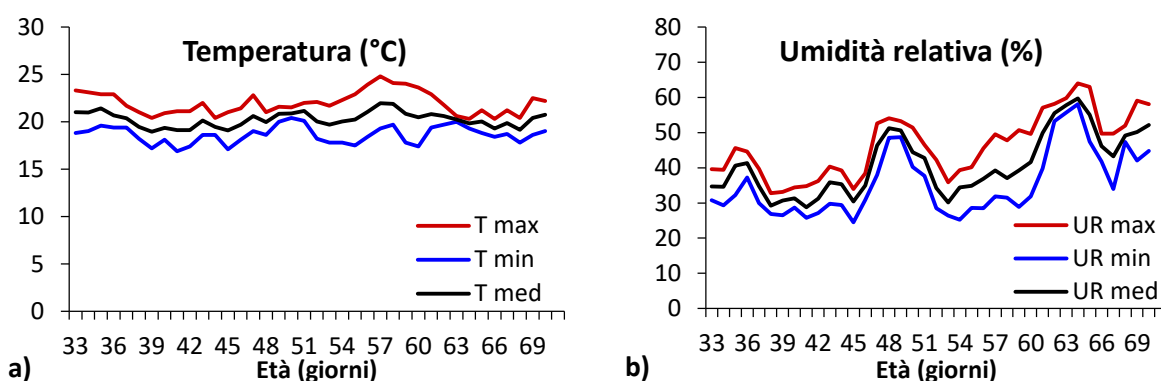 Temperatura (°C)
30
25
20
15
10
5
0
T max
T min
T med
33 36 39 42 45 48 51 54 57 60 63 66 69
Età (giorni)
a)
Umidità relativa (%)
80
70
60
50
40
30
20
10
0
UR max
UR min
UR med
33 36 39 42 45 48 51 54 57 60 63 66 69
Età (giorni)
b)